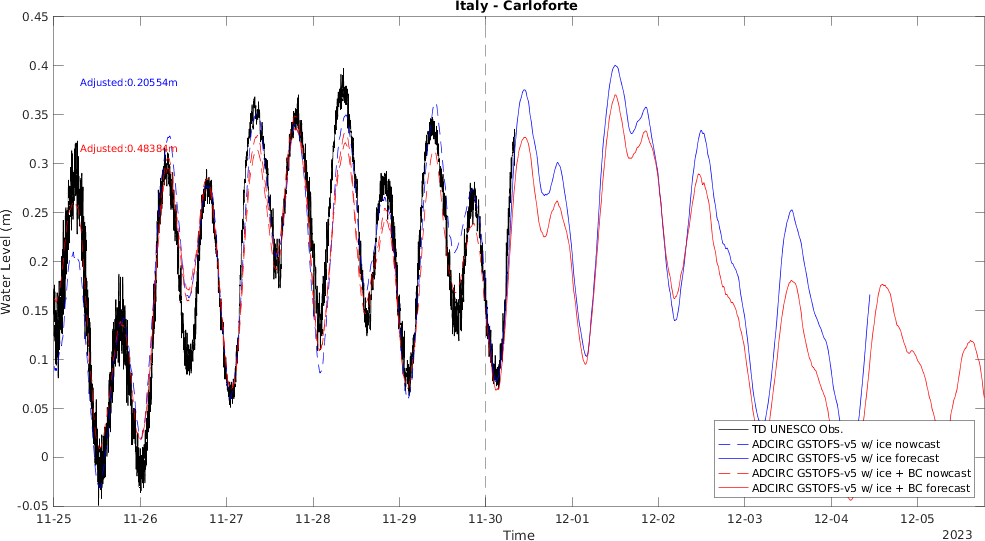 Italy - Carloforte
0.45
0.4
0.35
0.3
0.25
0.2
0.15
0.1
0.05
0
-0.05
Water Level (m)
Adjusted:0.20554m
Adjusted:0.48384m
TD UNESCO Obs.
ADCIRC GSTOFS-v5 w/ ice nowcast
ADCIRC GSTOFS-v5 w/ ice forecast
ADCIRC GSTOFS-v5 w/ ice + BC nowcast
ADCIRC GSTOFS-v5 w/ ice + BC forecast
11-25 11-26 11-27 11-28 11-29 11-30 12-01 12-02 12-03 12-04 12-05
Time
2023